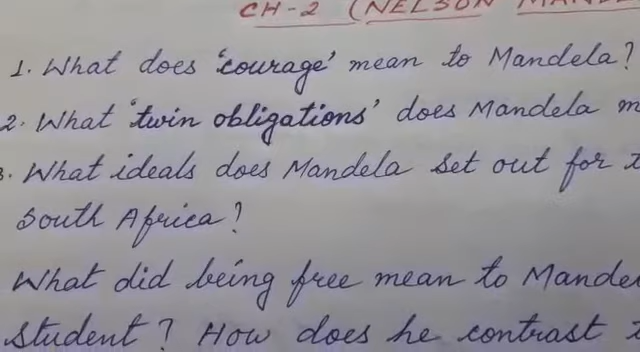 CH-2 (NELSON
1. What does 'courage' mean to Mandela?
2. What 'twin obligations' does Mandela
What ideals does Mandela set out for
South Africa?
What did being free mean to
student? How does he contrast